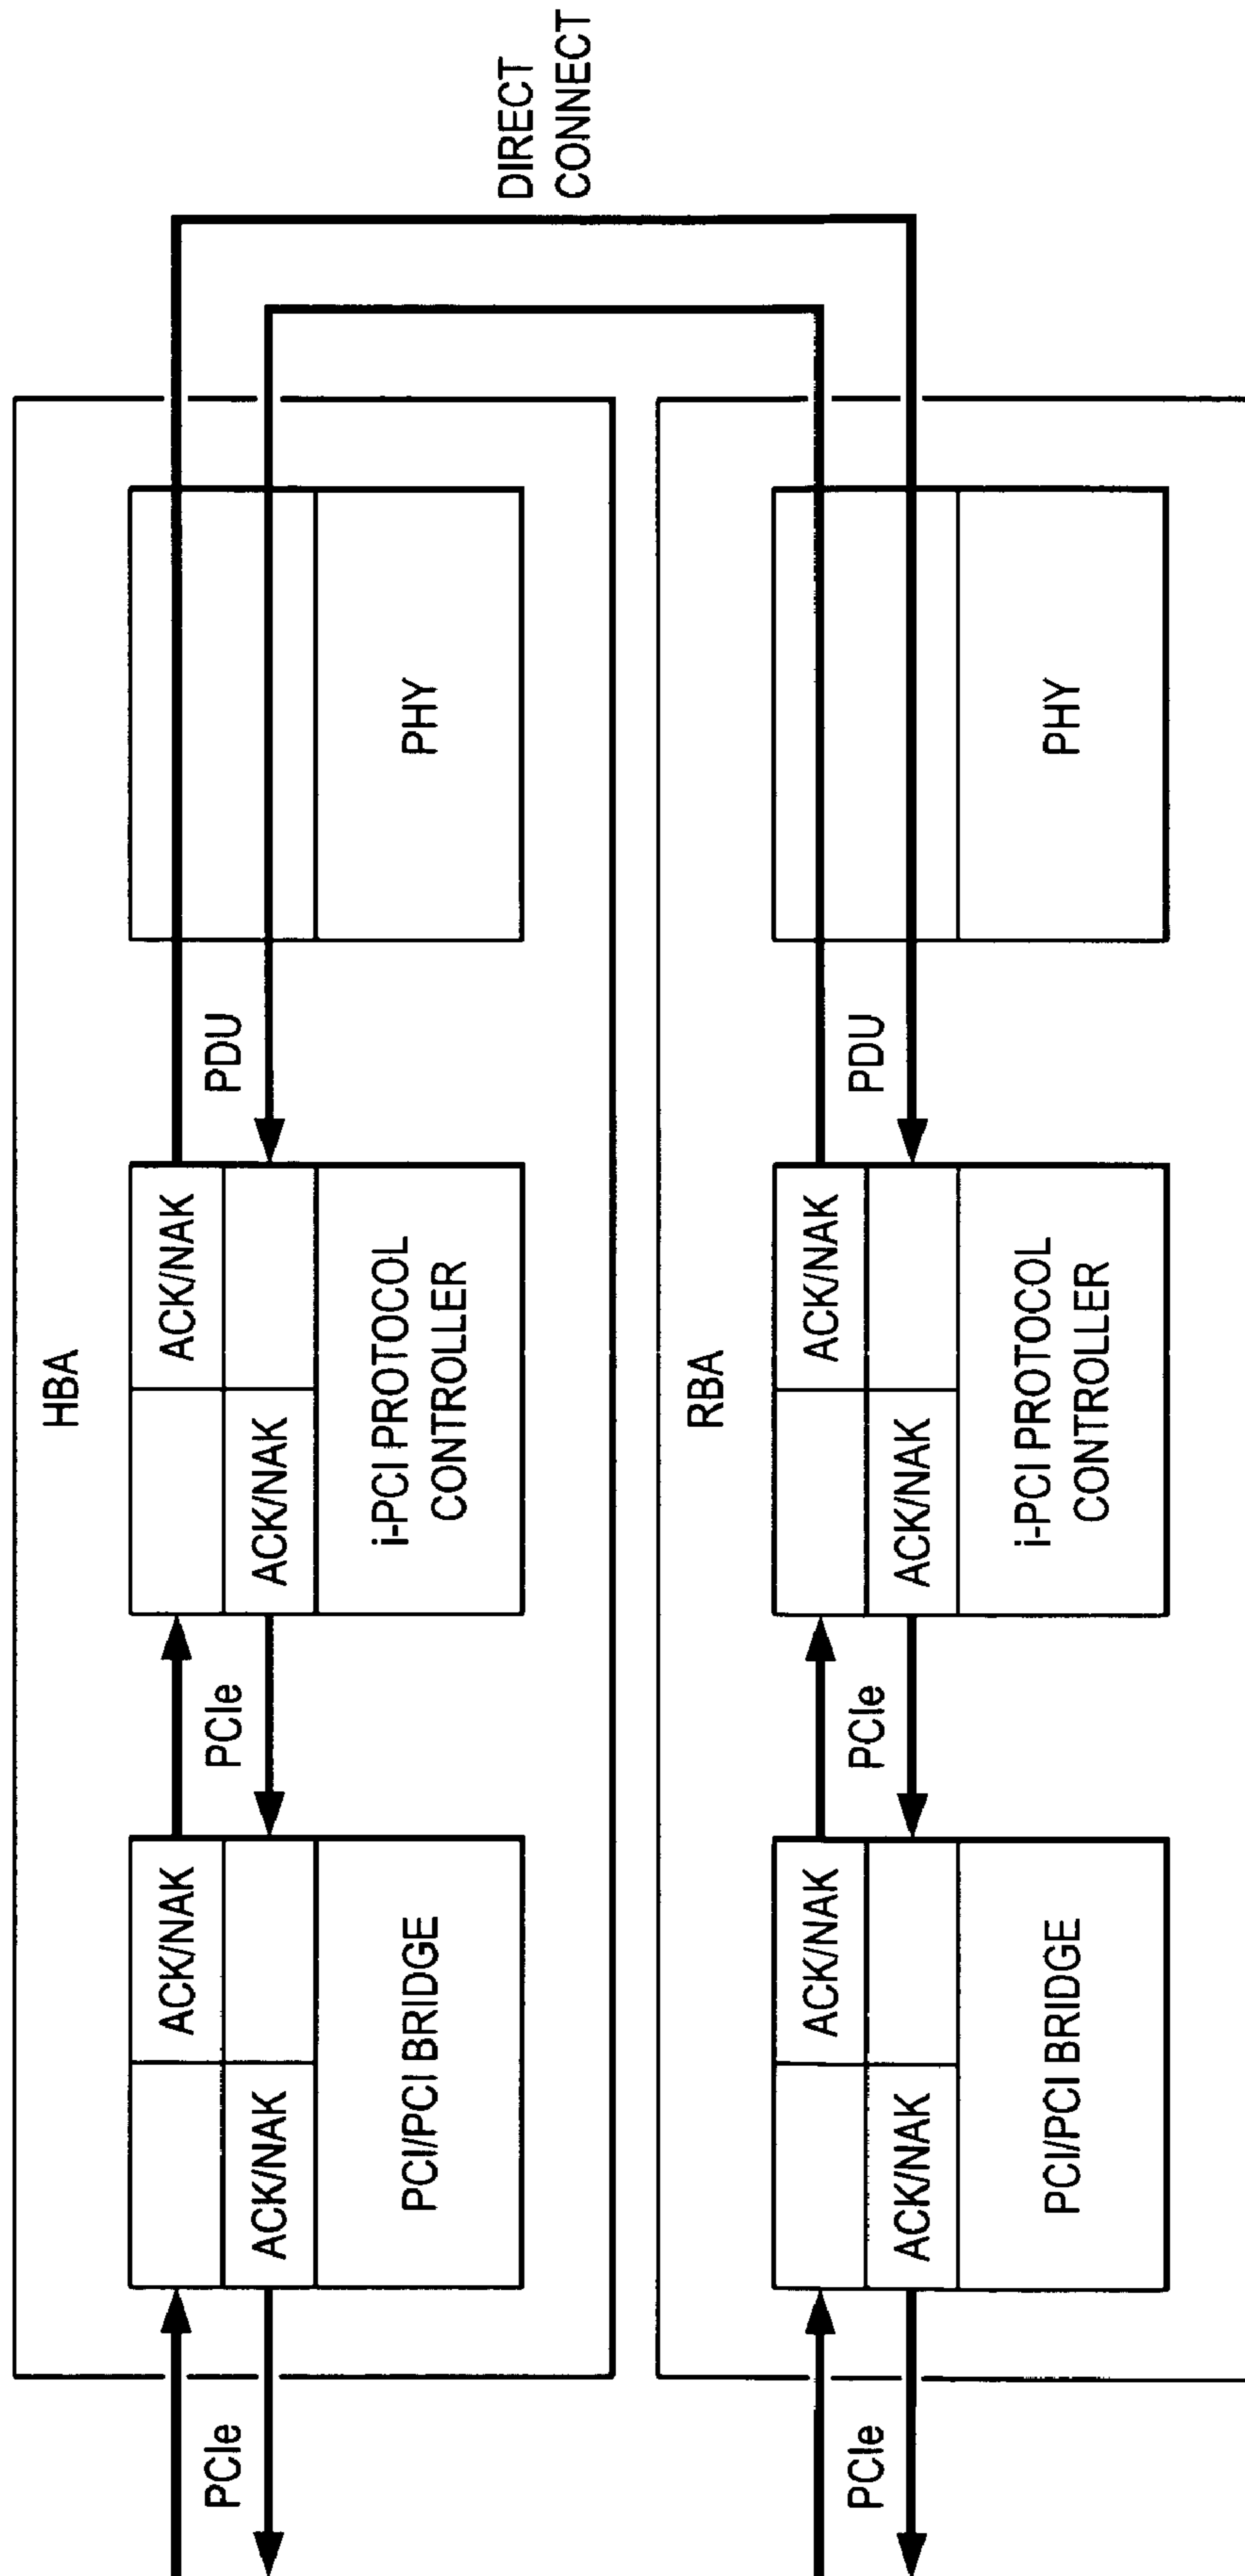 HBA
PCIe
ACK/NAK
ACK/NAK
PCI/PCI BRIDGE
PCIe
ACK/NAK
ACK/NAK
i-PCI PROTOCOL
CONTROLLER
PDU
PHY
DIRECT
CONNECT
RBA
PCIe
ACK/NAK
ACK/NAK
PCI/PCI BRIDGE
PCIe
ACK/NAK
ACK/NAK
i-PCI PROTOCOL
CONTROLLER
PDU
PHY